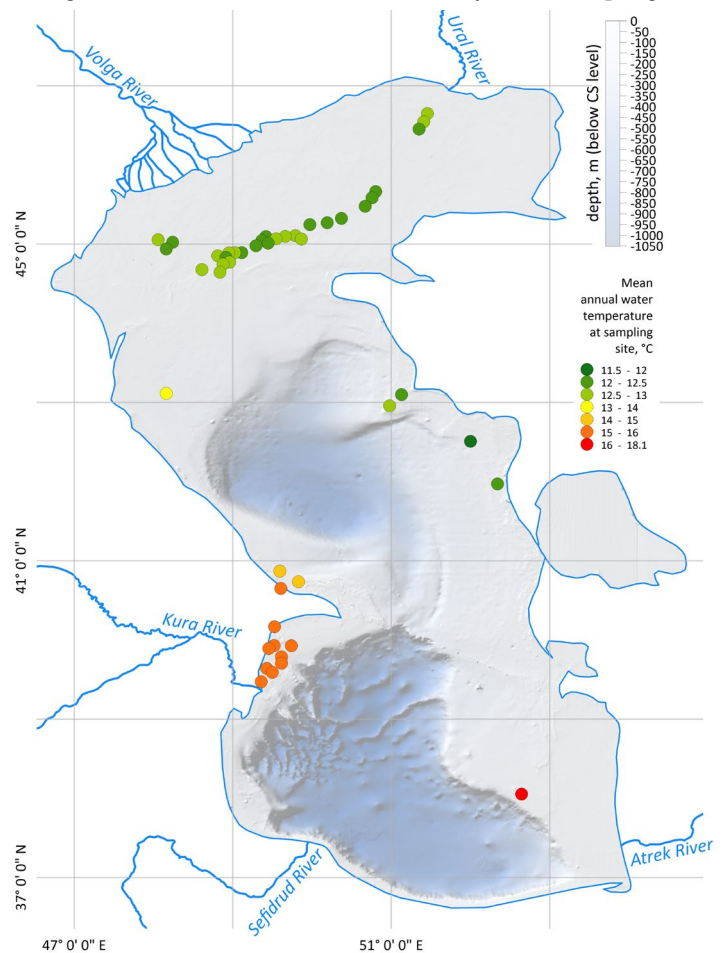 Ural River
Volga River
0
-50
-100
-150
-200
-250
-300
-350
-400
-450
-500
-550
-600
-650
-700
-750
-800
-850
-900
-950
-1000
-1050
depth, m (below CS level)
45° 0' 0" N
Mean
annual water
temperature
at sampling
site, °C
11.5 - 12
12 - 12.5
12.5 - 13
13 - 14
14 - 15
15 - 16
16 - 18.1
41° 0' 0" N
Kura River
Atrek River
Sefidrud River
37° 0' 0" N
47° 0' 0" E
51° 0' 0" E